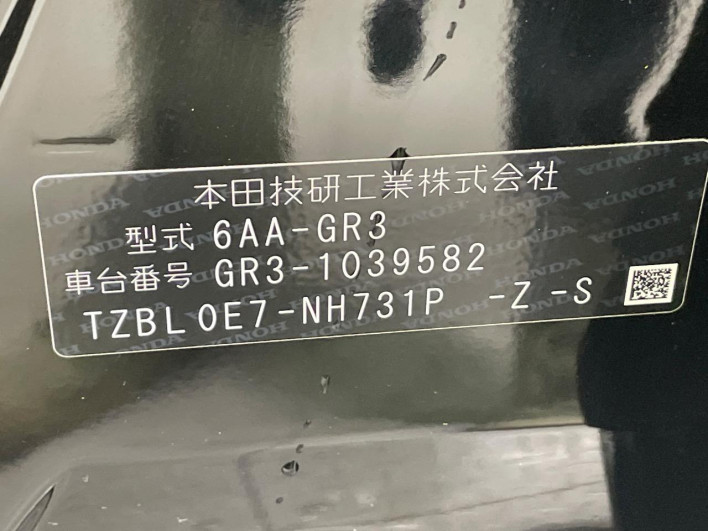 本田技研工業株式会社
型式 6AA-GR3
車台番号 GR3-1039582
TZBL0E7-NH731P -Z-S